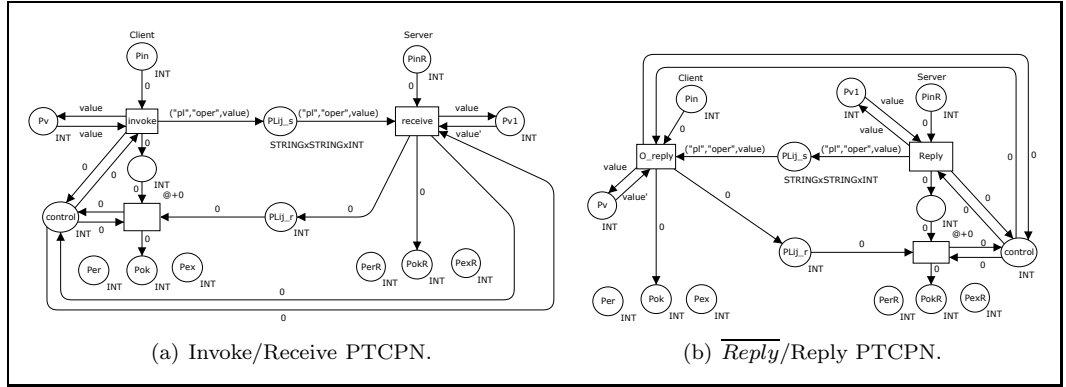 Client
Server
Pin
PinR
INT
INT
0
0
Pv
value
value
INT
invoke
("pl","oper",value)
PLij_s
("pl","oper",value)
STRINGxSTRINGxINT
receive
value
value'
Pv1
INT
0
0
0
INT
0
@+0
control
INT
0
0
0
0
PLij_r
INT
0
0
Per
INT
Pok
INT
Pex
INT
PerR
INT
PokR
INT
PexR
INT
0
0
(a) Invoke/Receive PTCPN.
Client
Server
Pin
INT
0
Pv1
INT
value
value
PinR
INT
0
0
0
O_reply
("pl","oper",value)
PLij_s
("pl","oper",value)
STRINGxSTRINGxINT
Reply
value
value'
Pv
INT
0
0
0
0
0
INT
0
@+0
PLij_r
INT
0
0
0
control
INT
0
Per
INT
Pok
INT
Pex
INT
PerR
INT
PokR
INT
PexR
INT
(b) Reply/Reply PTCPN.